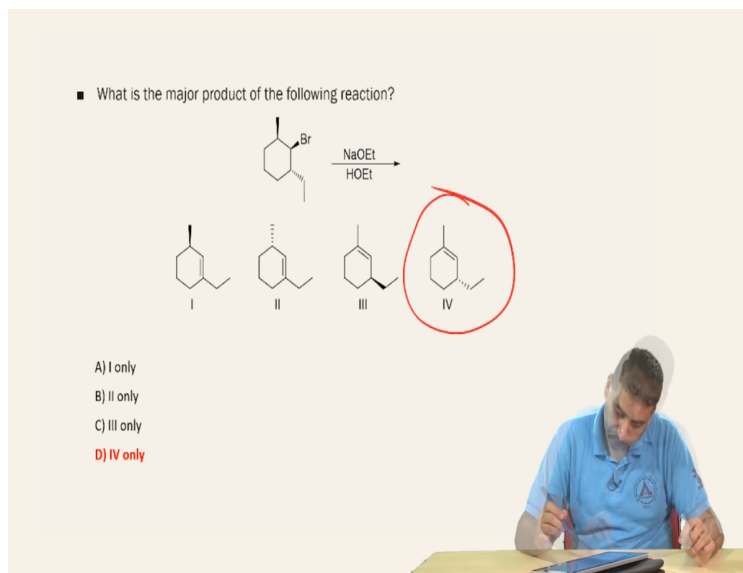 What is the major product of the following reaction?
Br
NaOEt
HOEt
I
II
III
IV
A) I only
B) II only
C) III only
D) IV only